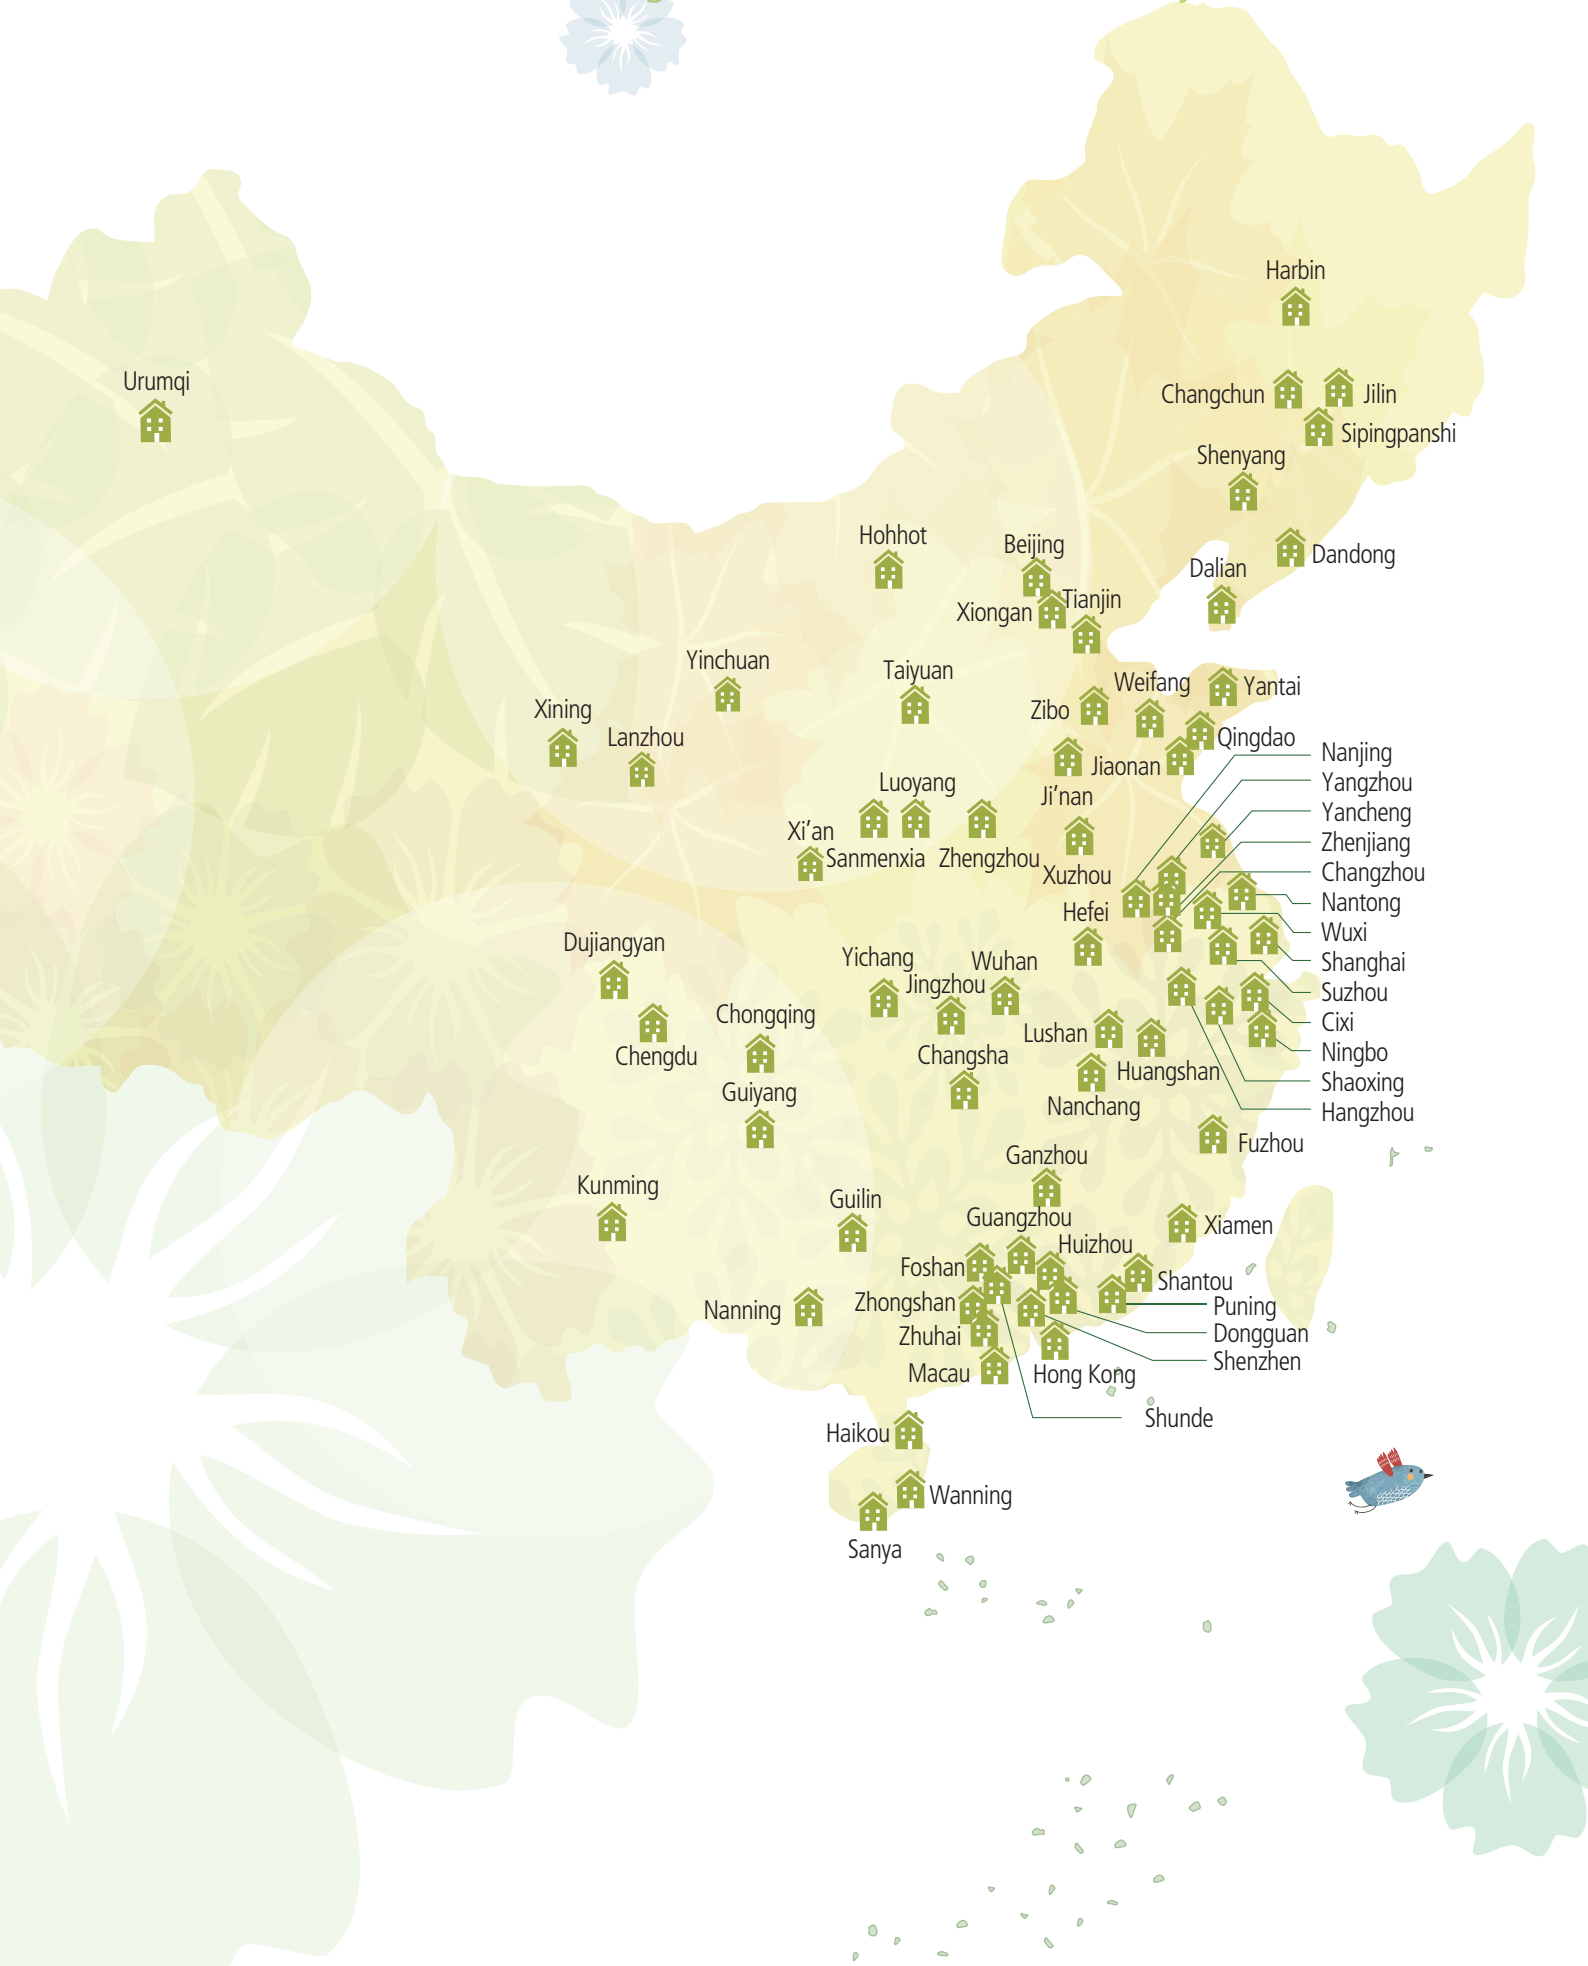 Harbin
Urumqi
Changchun
Jilin
Sipingpanshi
Shenyang
Hohhot
Beijing
Dandong
Dalian
Xiongan
Tianjin
Yinchuan
Taiyuan
Weifang
Yantai
Zibo
Xining
Lanzhou
Qingdao
Jiaonan
Nanjing
Luoyang
Yangzhou
Ji’nan
Yancheng
Xi’an
Zhenjiang
Sanmenxia
Zhengzhou
Xuzhou
Changzhou
Nantong
Hefei
Wuxi
Dujiangyan
Yichang
Wuhan
Shanghai
Jingzhou
Suzhou
Chongqing
Cixi
Lushan
Chengdu
Changsha
Ningbo
Huangshan
Shaoxing
Guiyang
Nanchang
Hangzhou
Fuzhou
Ganzhou
Kunming
Guilin
Guangzhou
Xiamen
Huizhou
Foshan
Shantou
Nanning
Zhongshan
Puning
Zhuhai
Dongguan
Shenzhen
Macau
Hong Kong
Shunde
Haikou
Wanning
Sanya